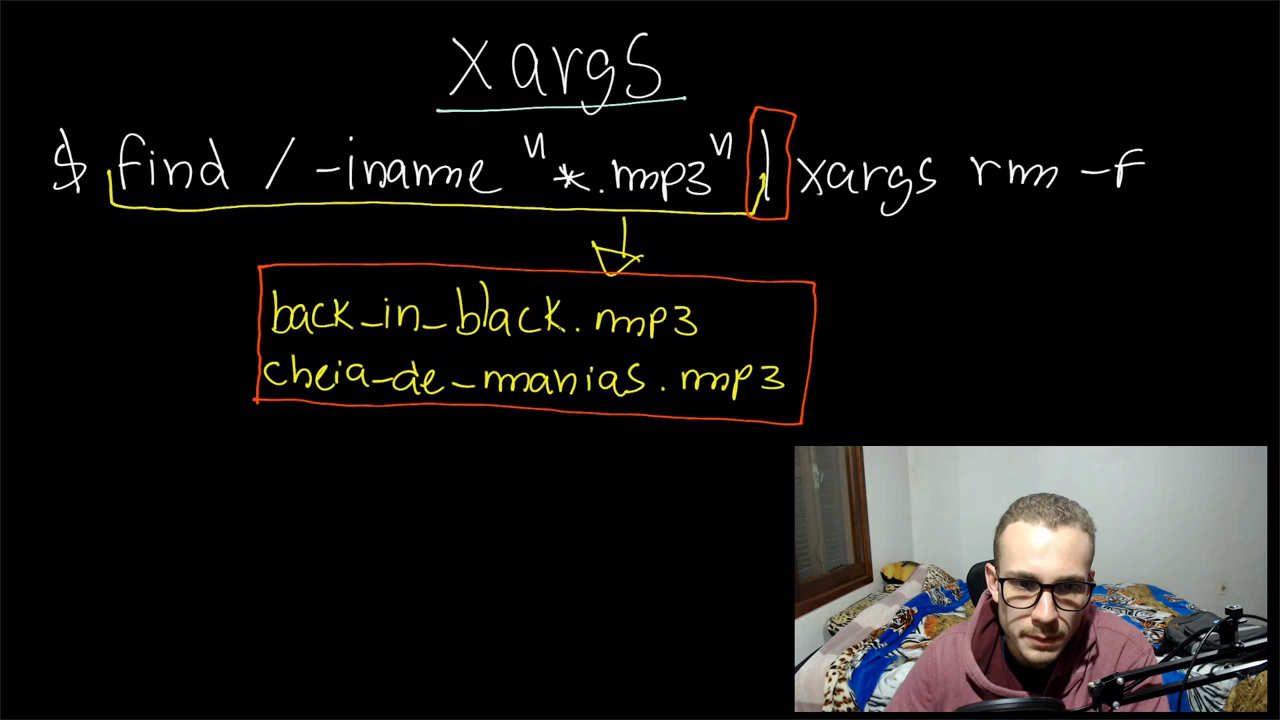 xargs
$ find / -iname "*.mp3" | xargs rm -f
back_in_black.mp3
cheia-de-manias.mp3